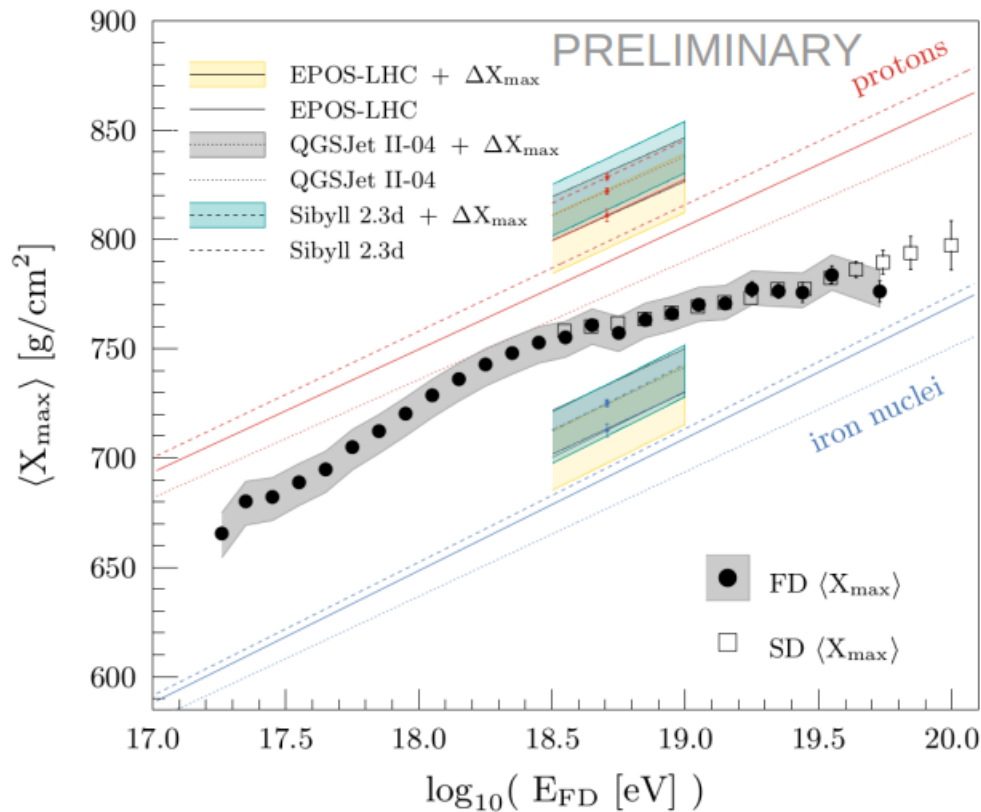 PRELIMINARY
protons
EPOS-LHC + ΔXmax
EPOS-LHC
QGSJet II-04 + ΔXmax
QGSJet II-04
Sibyll 2.3d + ΔXmax
Sibyll 2.3d
iron nuclei
FD ⟨Xmax⟩
SD ⟨Xmax⟩
⟨Xmax⟩ [g/cm²]
900
850
800
750
700
650
600
17.0 17.5 18.0 18.5 19.0 19.5 20.0
log₁₀( E_FD [eV] )